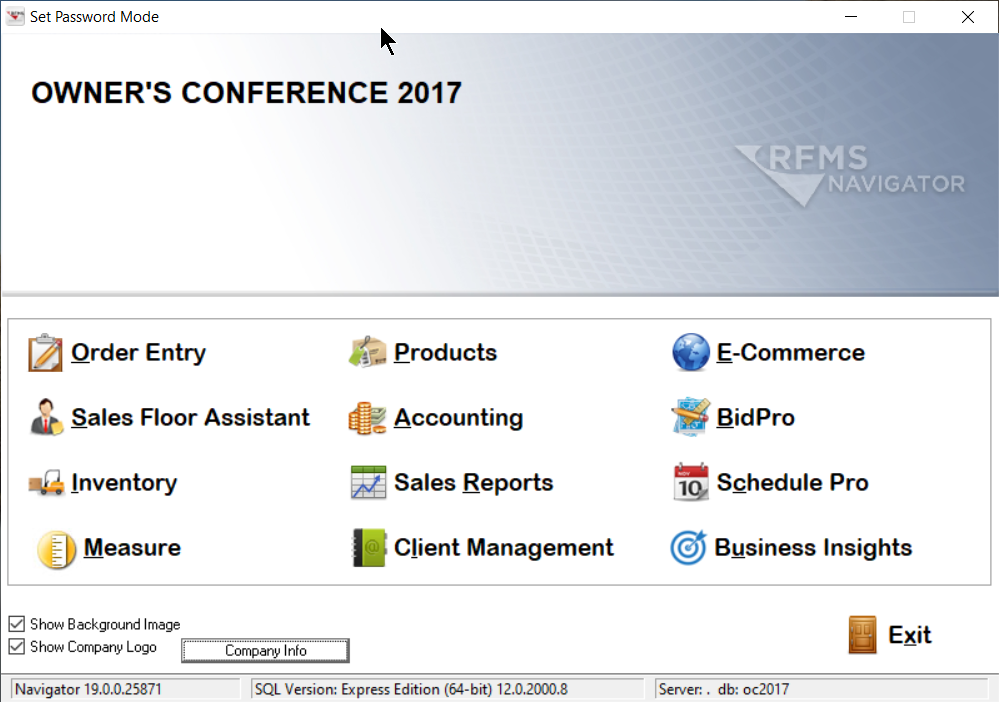 Set Password Mode
OWNER'S CONFERENCE 2017
RFMS
NAVIGATOR
Order Entry
Products
E-Commerce
Sales Floor Assistant
Accounting
BidPro
Inventory
Sales Reports
NOV
10
Schedule Pro
Measure
@
Client Management
Business Insights
Show Background Image
Show Company Logo
Company Info
Exit
Navigator 19.0.0.25871
SQL Version: Express Edition (64-bit) 12.0.2000.8
Server: . db: oc2017